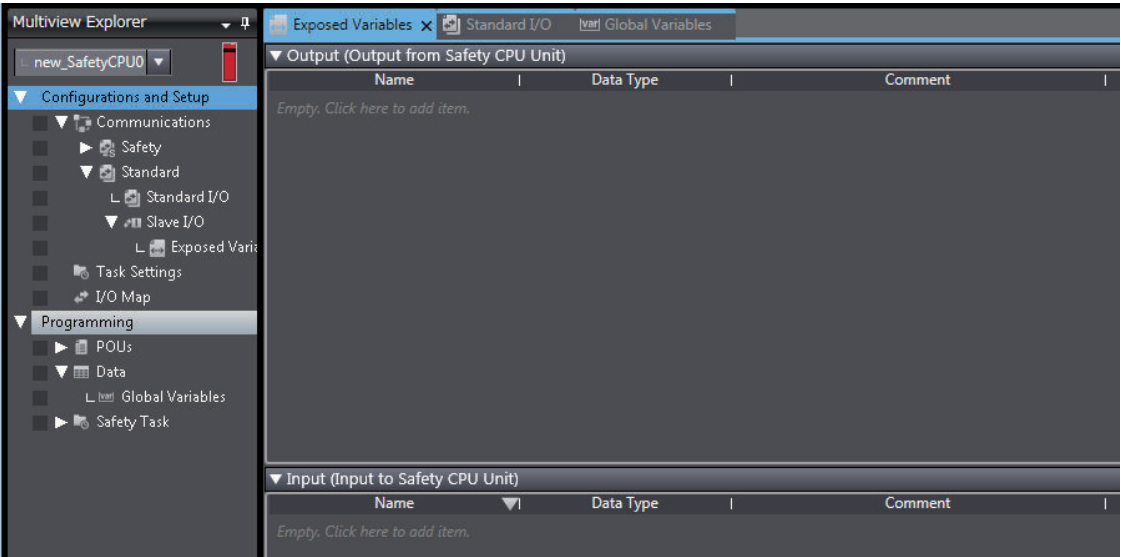 Multiview Explorer
new_SafetyCPU0
Configurations and Setup
Communications
Safety
Standard
Standard I/O
Slave I/O
Exposed Varia
Task Settings
I/O Map
Programming
POUs
Data
Global Variables
Safety Task
Exposed Variables Standard I/O Global Variables
Output (Output from Safety CPU Unit)
Name Data Type Comment
Empty. Click here to add item.
Input (Input to Safety CPU Unit)
Name Data Type Comment
Empty. Click here to add item.